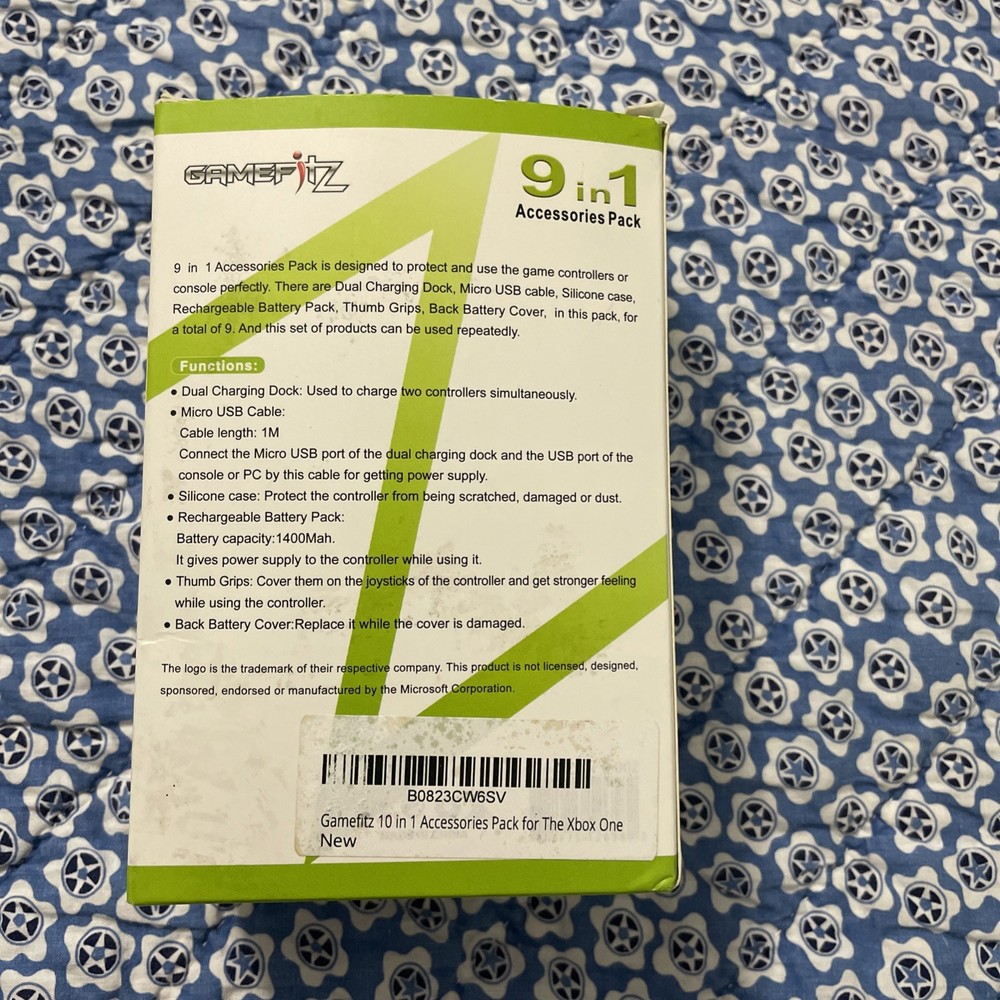 GAMEFitZ
9 in 1
Accessories Pack
9 in 1 Accessories Pack is designed to protect and use the game controllers or
console perfectly. There are Dual Charging Dock, Micro USB cable, Silicone case,
Rechargeable Battery Pack, Thumb Grips, Back Battery Cover, in this pack, for
a total of 9. And this set of products can be used repeatedly.
Functions:
● Dual Charging Dock: Used to charge two controllers simultaneously.
● Micro USB Cable:
Cable length: 1M
Connect the Micro USB port of the dual charging dock and the USB port of the
console or PC by this cable for getting power supply.
● Silicone case: Protect the controller from being scratched, damaged or dust.
● Rechargeable Battery Pack:
Battery capacity:1400Mah.
It gives power supply to the controller while using it.
● Thumb Grips: Cover them on the joysticks of the controller and get stronger feeling
while using the controller.
● Back Battery Cover:Replace it while the cover is damaged.
The logo is the trademark of their respective company. This product is not licensed, designed,
sponsored, endorsed or manufactured by the Microsoft Corporation.
B0823CW6SV
Gamefitz 10 in 1 Accessories Pack for The Xbox One
New